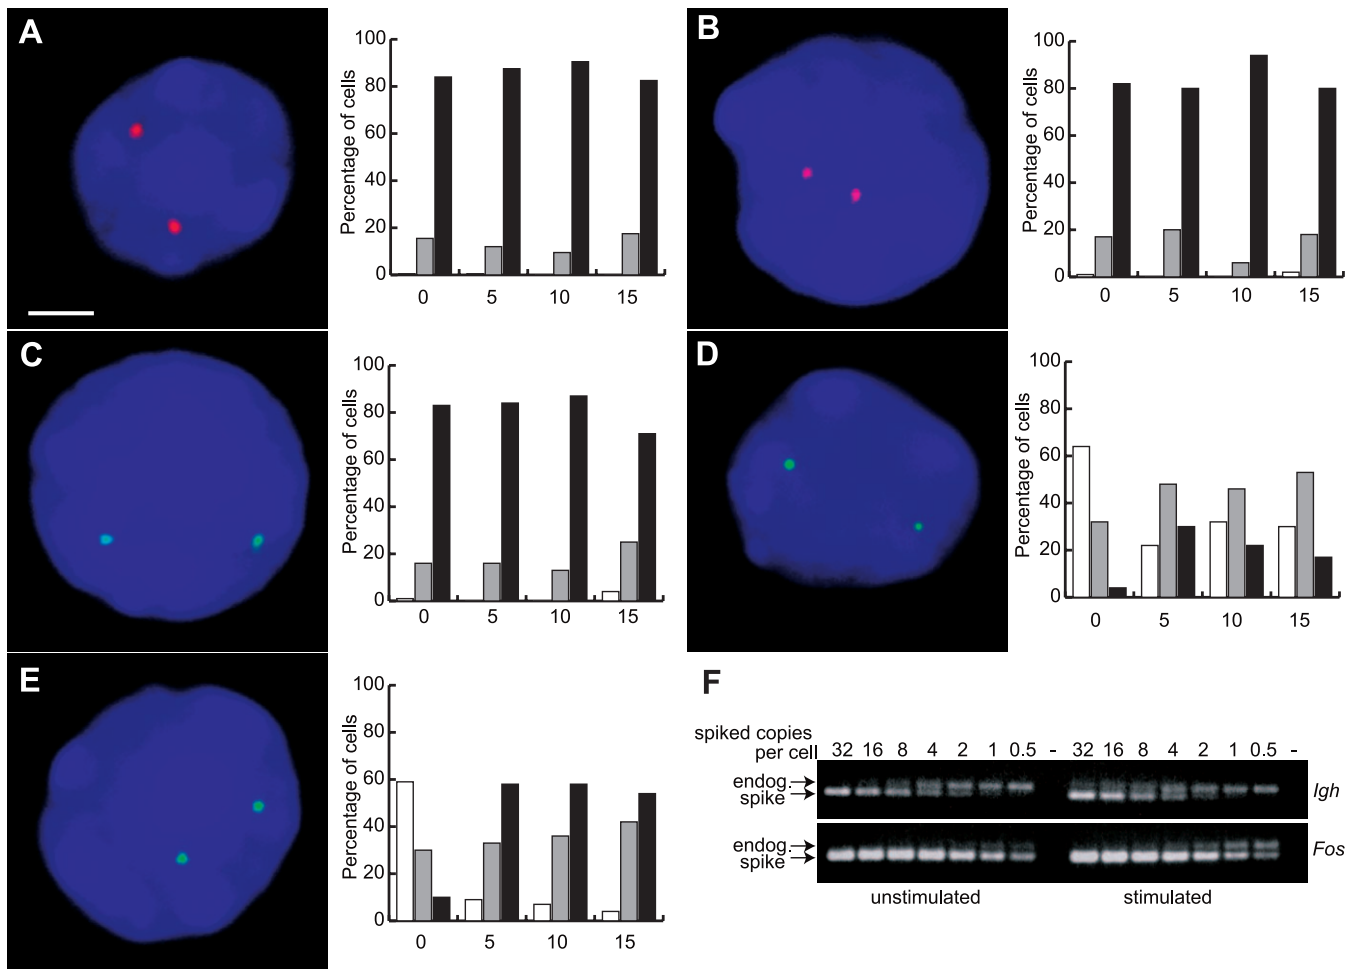 A
Percentage of cells
100
80
60
40
20
0
0 5 10 15
B
Percentage of cells
100
80
60
40
20
0
0 5 10 15
C
Percentage of cells
100
80
60
40
20
0
0 5 10 15
D
Percentage of cells
100
80
60
40
20
0
0 5 10 15
E
Percentage of cells
100
80
60
40
20
0
0 5 10 15
F
spiked copies
per cell 32 16 8 4 2 1 0.5 - 32 16 8 4 2 1 0.5 -
endog.
spike
Igh
endog.
spike
Fos
unstimulated stimulated